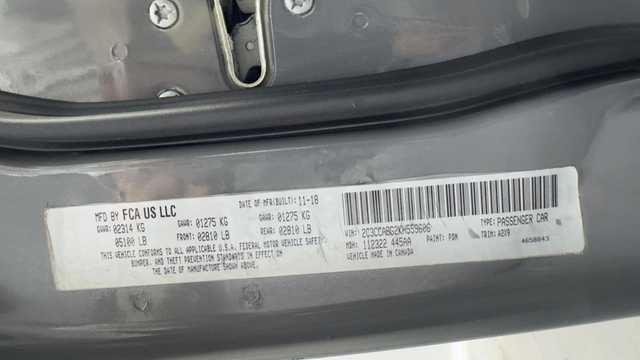 MFD BY FCA US LLC
DATE OF MFR(BUILT): 11-18
GVWR: 02314 KG
05100 LB
GAWR: 01275 KG
FRONT: 02810 LB
GAWR: 01275 KG
REAR: 02810 LB
THIS VEHICLE CONFORMS TO ALL APPLICABLE U.S.A. FEDERAL MOTOR VEHICLE SAFETY,
BUMPER, AND THEFT PREVENTION STANDARDS IN EFFECT ON
THE DATE OF MANUFACTURE SHOWN ABOVE.
VIN: 2C3CCABG2KH559606
TYPE: PASSENGER CAR
MDH: 112322 445AA
PAINT: PDN
TRIM: A8X9
VEHICLE MADE IN CANADA
4658843